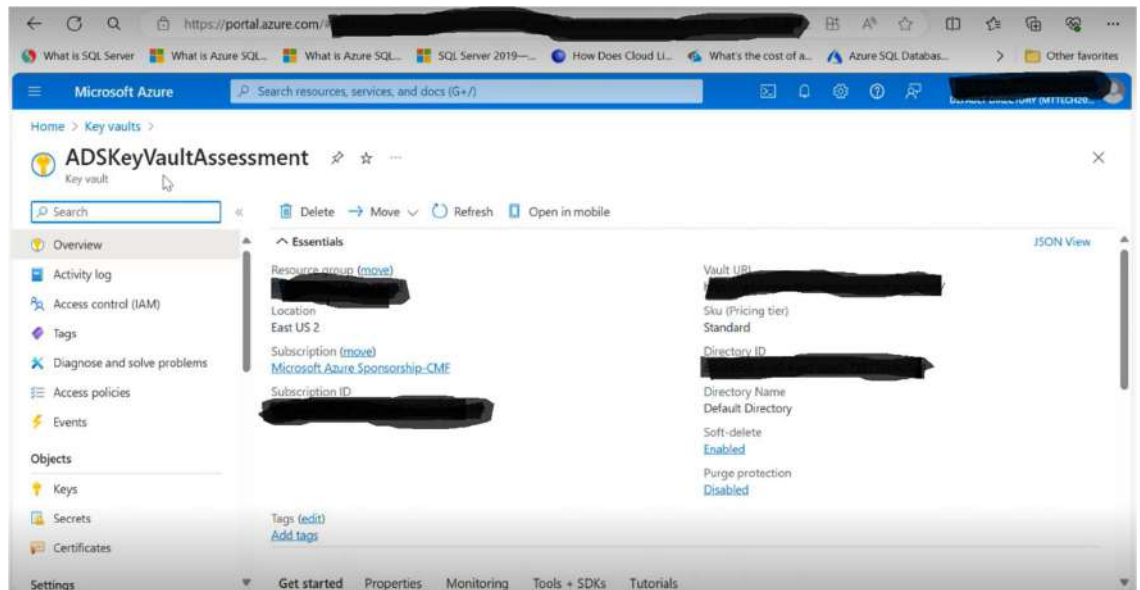 https://portal.azure.com/
What is SQL Server
What is Azure SQL...
What is Azure SQL...
SQL Server 2019—...
How Does Cloud Li...
What's the cost of a...
Azure SQL Databas...
Other favorites
Microsoft Azure
Search resources, services, and docs (G+/)
DEFAULT DIRECTORY (MTTECH20...
Home > Key vaults >
ADSKeyVaultAssessment
Key vault
Search
Delete
Move
Refresh
Open in mobile
Overview
Activity log
Access control (IAM)
Tags
Diagnose and solve problems
Access policies
Events
Objects
Keys
Secrets
Certificates
Settings
Essentials
JSON View
Resource group (move)
Location
East US 2
Subscription (move)
Microsoft Azure Sponsorship-CMF
Subscription ID
Vault URI
Sku (Pricing tier)
Standard
Directory ID
Directory Name
Default Directory
Soft-delete
Enabled
Purge protection
Disabled
Tags (edit)
Add tags
Get started
Properties
Monitoring
Tools + SDKs
Tutorials